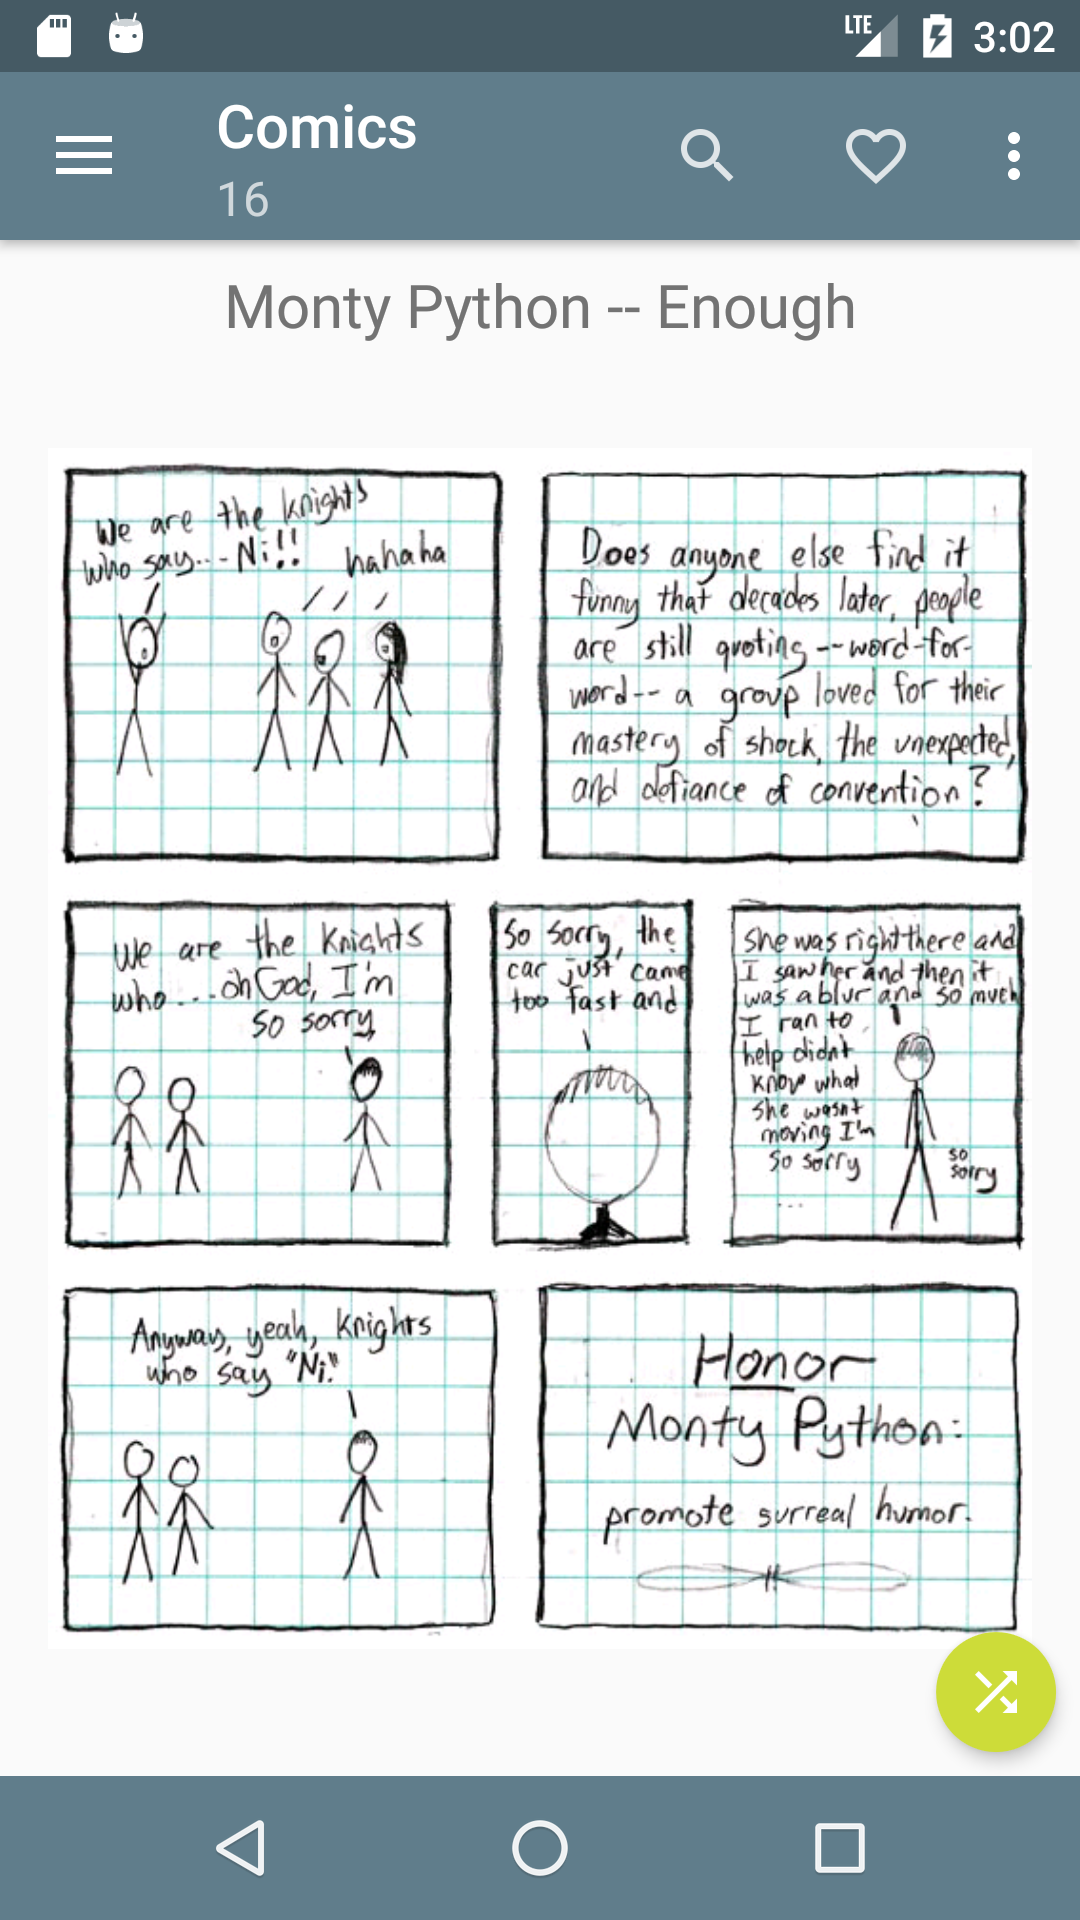 LTE 3:02
Comics
16
Monty Python -- Enough
We are the knights
who say... Ni!!
hahaha
Does anyone else find it
funny that decades later, people
are still quoting --word-for-
word-- a group loved for their
mastery of shock, the unexpected,
and defiance of convention?
We are the Knights
who... oh God, I'm
so sorry
So sorry, the
car just came
too fast and
She was right there and
I saw her and then it
was a blur and so much
I ran to
help didn't
know what
she wasn't
moving I'm
So sorry
...
so
sorry
Anyway, yeah, Knights
who say "Ni."
Honor
Monty Python:
promote surreal humor.